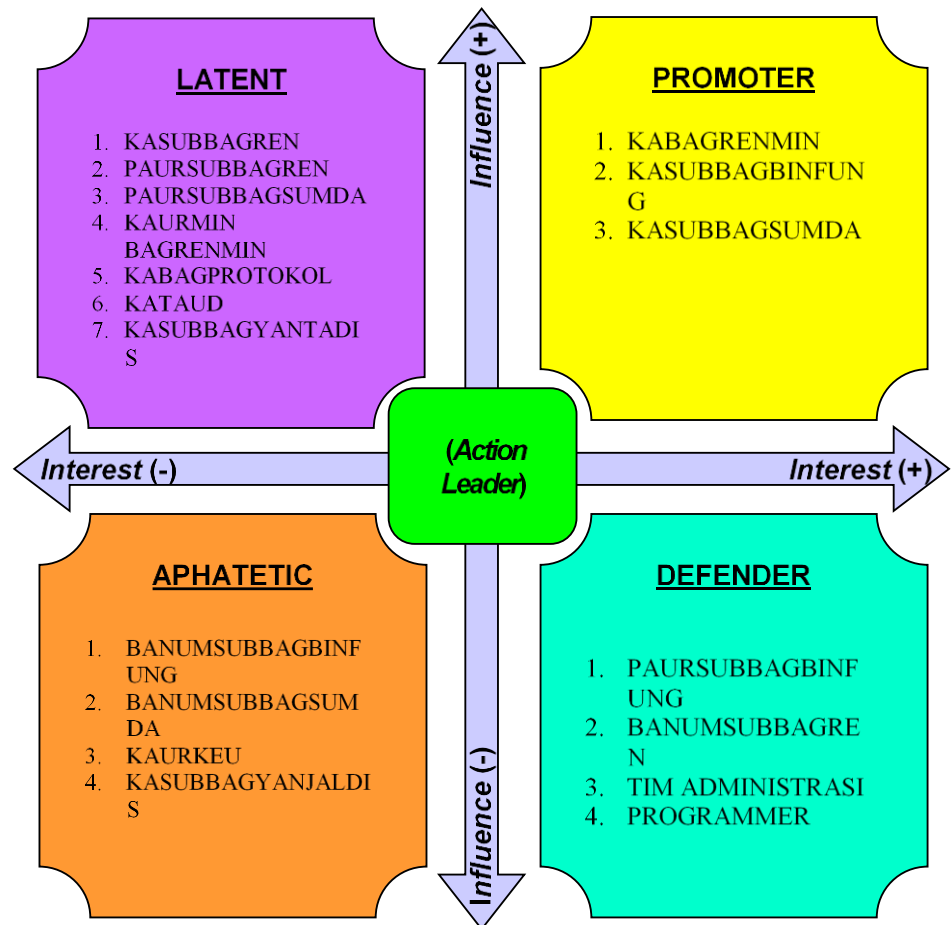 LATENT
1. KASUBBAGREN
2. PAURSUBBAGREN
3. PAURSUBBAGSUMDA
4. KAURMIN
BAGRENMIN
5. KABAGPROTOKOL
6. KATAUD
7. KASUBBAGYANTADI
S
Influence (+)
PROMOTER
1. KABAGRENMIN
2. KASUBBAGBINFUN
G
3. KASUBBAGSUMDA
Interest (-)
(Action
Leader)
Interest (+)
APHATETIC
1. BANUMSUBBAGBINF
UNG
2. BANUMSUBBAGSUM
DA
3. KAURKEU
4. KASUBBAGYANJALDI
S
Influence (-)
DEFENDER
1. PAURSUBBAGBINF
UNG
2. BANUMSUBBAGRE
N
3. TIM ADMINISTRASI
4. PROGRAMMER